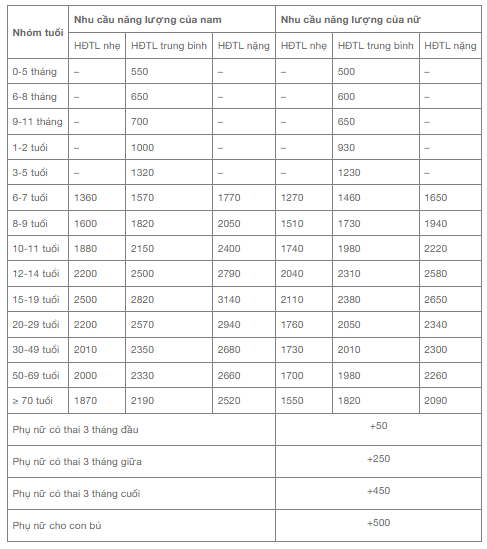 Nhóm tuổi | Nhu cầu năng lượng của nam | Nhu cầu năng lượng của nữ
HĐTL nhẹ | HĐTL trung bình | HĐTL nặng | HĐTL nhẹ | HĐTL trung bình | HĐTL nặng
0-5 tháng | – | 550 | – | – | 500 | –
6-8 tháng | – | 650 | – | – | 600 | –
9-11 tháng | – | 700 | – | – | 650 | –
1-2 tuổi | – | 1000 | – | – | 930 | –
3-5 tuổi | – | 1320 | – | – | 1230 | –
6-7 tuổi | 1360 | 1570 | 1770 | 1270 | 1460 | 1650
8-9 tuổi | 1600 | 1820 | 2050 | 1510 | 1730 | 1940
10-11 tuổi | 1880 | 2150 | 2400 | 1740 | 1980 | 2220
12-14 tuổi | 2200 | 2500 | 2790 | 2040 | 2310 | 2580
15-19 tuổi | 2500 | 2820 | 3140 | 2110 | 2380 | 2650
20-29 tuổi | 2200 | 2570 | 2940 | 1760 | 2050 | 2340
30-49 tuổi | 2010 | 2350 | 2680 | 1730 | 2010 | 2300
50-69 tuổi | 2000 | 2330 | 2660 | 1700 | 1980 | 2260
≥ 70 tuổi | 1870 | 2190 | 2520 | 1550 | 1820 | 2090
Phụ nữ có thai 3 tháng đầu | +50
Phụ nữ có thai 3 tháng giữa | +250
Phụ nữ có thai 3 tháng cuối | +450
Phụ nữ cho con bú | +500